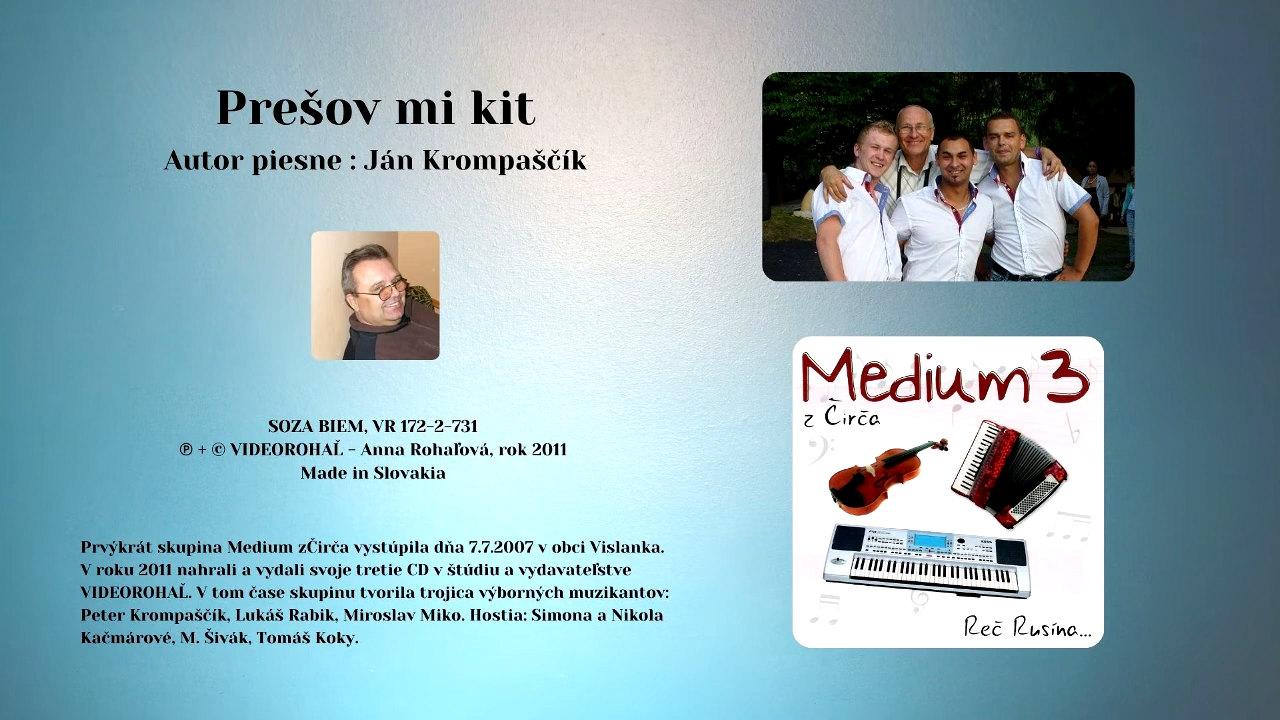 Prešov mi kit
Autor piesne : Ján Krompaščík
SOZA BIEM, VR 172-2-731
℗ + © VIDEOROHAĽ - Anna Rohaľová, rok 2011
Made in Slovakia
Prvýkrát skupina Medium zČirča vystúpila dňa 7.7.2007 v obci Vislanka.
V roku 2011 nahrali a vydali svoje tretie CD v štúdiu a vydavateľstve
VIDEOROHAĽ. V tom čase skupinu tvorila trojica výborných muzikantov:
Peter Krompaščík, Lukáš Rabik, Miroslav Miko. Hostia: Simona a Nikola
Kačmárové, M. Šivák, Tomáš Koky.
Medium 3
z Čirča
Reč Rusína...